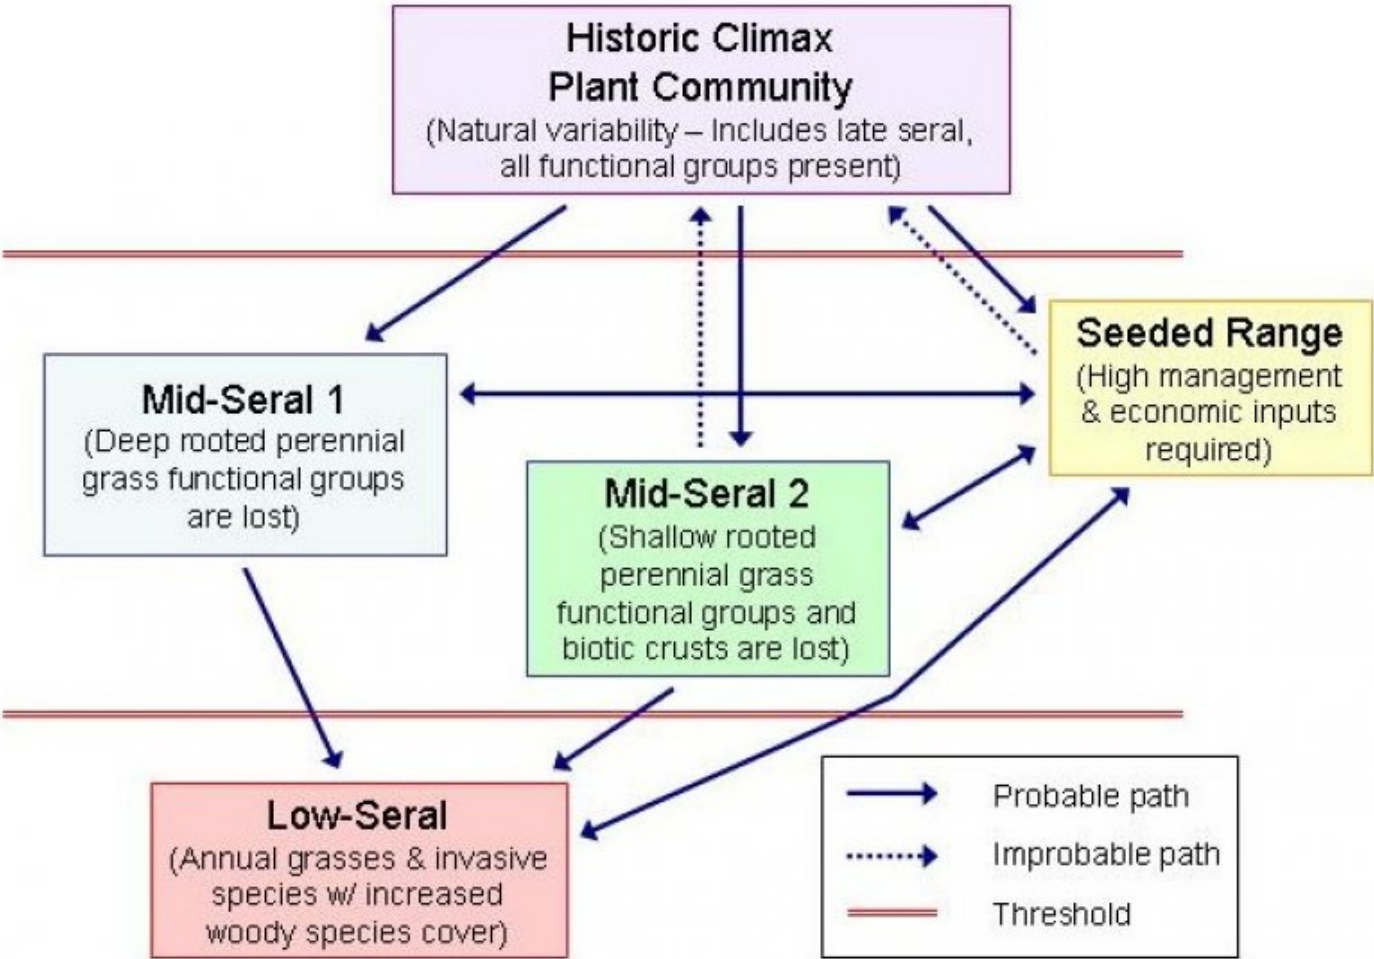 Historic Climax
Plant Community
(Natural variability – Includes late seral,
all functional groups present)
Seeded Range
(High management
& economic inputs
required)
Mid-Seral 1
(Deep rooted perennial
grass functional groups
are lost)
Mid-Seral 2
(Shallow rooted
perennial grass
functional groups and
biotic crusts are lost)
Low-Seral
(Annual grasses & invasive
species w/ increased
woody species cover)
Probable path
Improbable path
Threshold